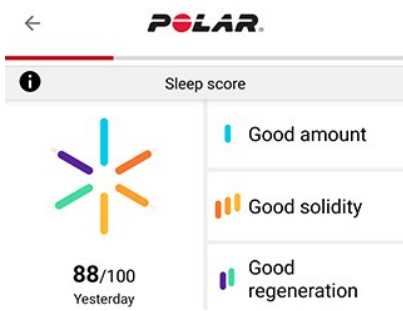 POLAR.
Sleep score
Good amount
Good solidity
Good
regeneration
88/100
Yesterday